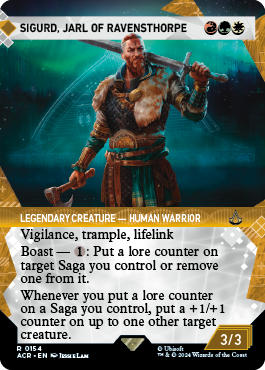 SIGURD, JARL OF RAVENSTHORPE
LEGENDARY CREATURE — HUMAN WARRIOR
Vigilance, trample, lifelink
Boast — 1: Put a lore counter on
target Saga you control or remove
one from it.
Whenever you put a lore counter
on a Saga you control, put a +1/+1
counter on up to one other target
creature.
3/3
R 0154
ACR • EN JESSE LAM
© Ubisoft
™ & © 2024 Wizards of the Coast